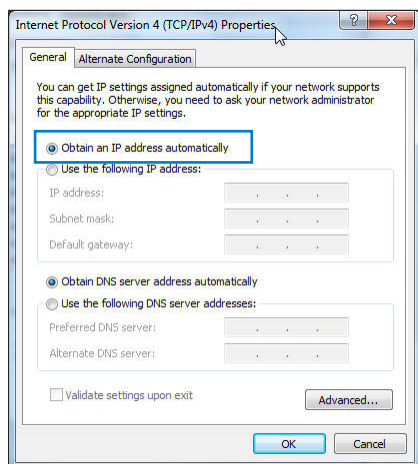 Internet Protocol Version 4 (TCP/IPv4) Properties
General
Alternate Configuration
You can get IP settings assigned automatically if your network supports
this capability. Otherwise, you need to ask your network administrator
for the appropriate IP settings.
Obtain an IP address automatically
Use the following IP address:
IP address:
Subnet mask:
Default gateway:
Obtain DNS server address automatically
Use the following DNS server addresses:
Preferred DNS server:
Alternate DNS server:
Validate settings upon exit
Advanced...
OK
Cancel